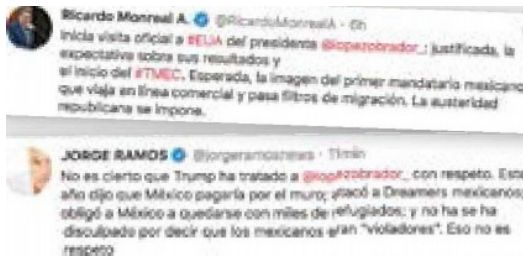 Ricardo Monreal A. @RicardoMonrealA · 6h
Inicia visita oficial a #EUA del presidente @lopezobrador_; justificada, la
expectativa sobre sus resultados y
el inicio del #TMEC. Esperada, la imagen del primer mandatario mexicano
que viaja en línea comercial y pasa filtros de migración. La austeridad
republicana se impone.
JORGE RAMOS @jorgeramosnews · 11min
No es cierto que Trump ha tratado a @lopezobrador_ con respeto. Este
año dijo que México pagaría por el muro; atacó a Dreamers mexicanos;
obligó a México a quedarse con miles de refugiados; y no ha se ha
disculpado por decir que los mexicanos eran "violadores". Eso no es
respeto